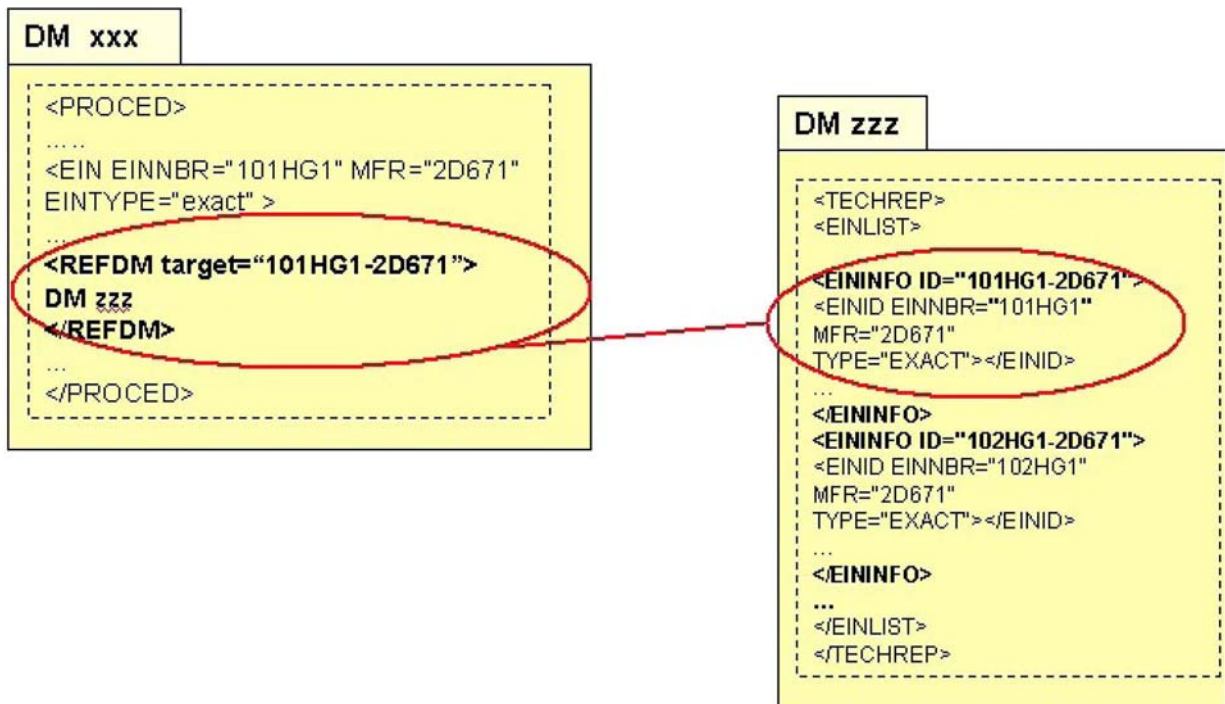 DM xxx
<PROCED>
.....
<EIN EINNBR="101HG1" MFR="2D671"
EINTYPE="exact" >
...
<REFDM target=“101HG1-2D671”>
DM zzz
</REFDM>
...
</PROCED>
DM zzz
<TECHREP>
<EINLIST>
<EININFO ID="101HG1-2D671">
<EINID EINNBR="101HG1"
MFR="2D671"
TYPE="EXACT"></EINID>
...
</EININFO>
<EININFO ID="102HG1-2D671">
<EINID EINNBR="102HG1"
MFR="2D671"
TYPE="EXACT"></EINID>
...
</EININFO>
...
</EINLIST>
</TECHREP>